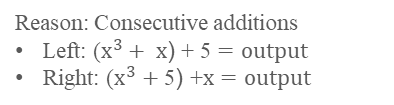 Reason: Consecutive additions
• Left: (x³ + x) + 5 = output
• Right: (x³ + 5) +x = output